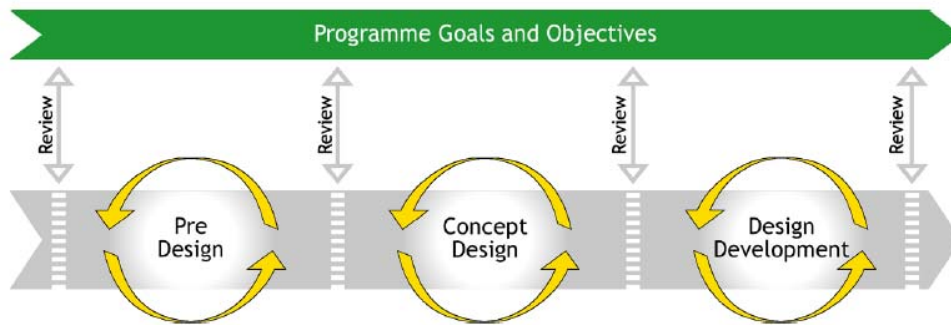 Programme Goals and Objectives
Review
Review
Review
Review
Pre
Design
Concept
Design
Design
Development